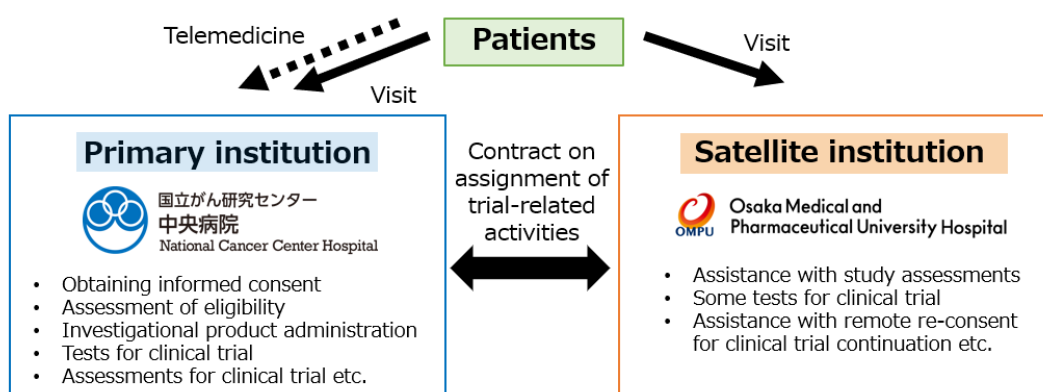 Telemedicine
Patients
Visit
Visit
Primary institution
国立がん研究センター
中央病院
National Cancer Center Hospital
• Obtaining informed consent
• Assessment of eligibility
• Investigational product administration
• Tests for clinical trial
• Assessments for clinical trial etc.
Contract on
assignment of
trial-related
activities
Satellite institution
OMPU
Osaka Medical and
Pharmaceutical University Hospital
• Assistance with study assessments
• Some tests for clinical trial
• Assistance with remote re-consent
for clinical trial continuation etc.